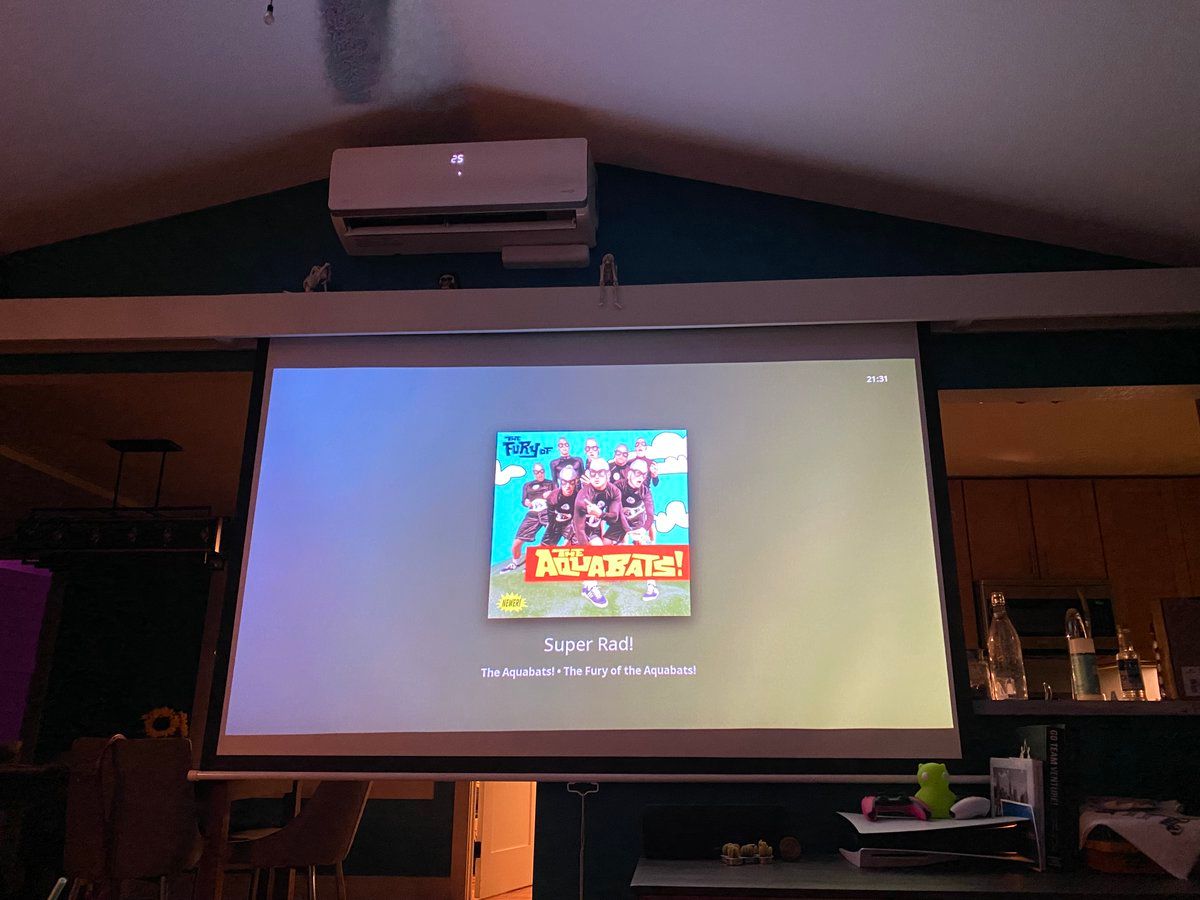 25
21:31
THE
FURY OF
THE
AQUABATS!
NEWER!
Super Rad!
The Aquabats! • The Fury of the Aquabats!
GO TEAM VENTURE!